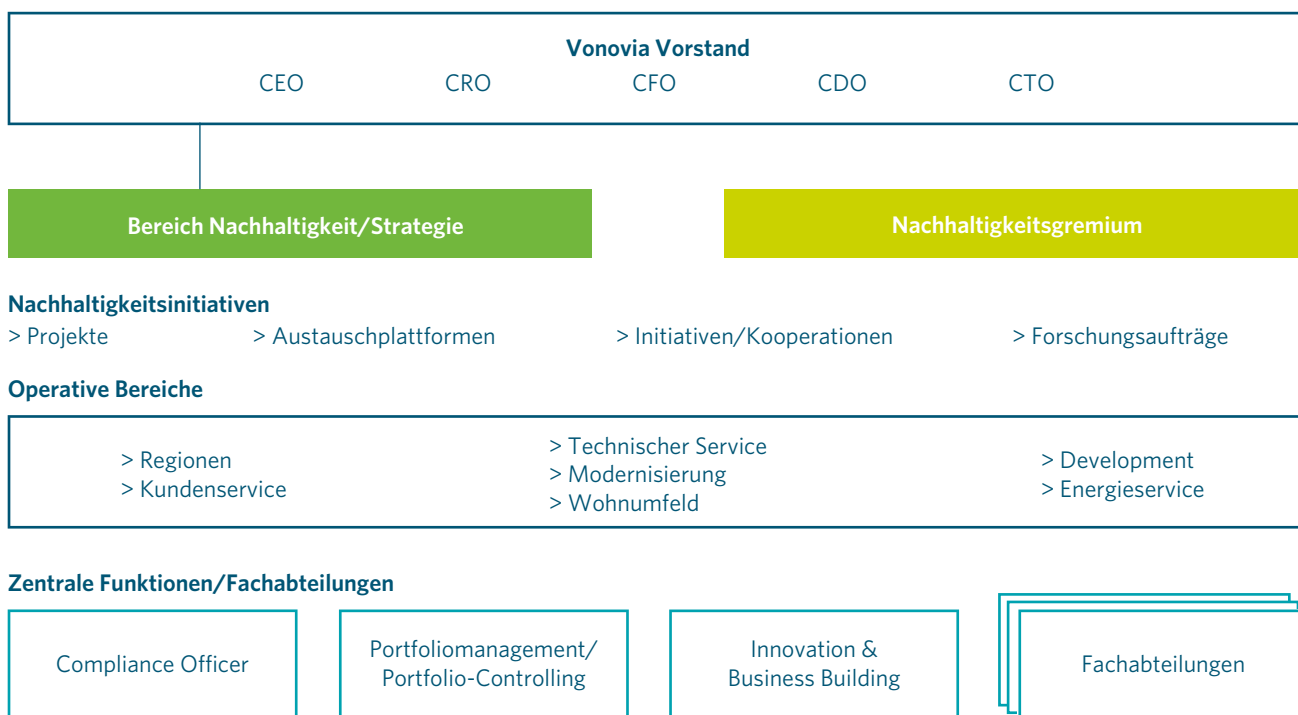 Vonovia Vorstand
CEO CRO CFO CDO CTO
Bereich Nachhaltigkeit/Strategie
Nachhaltigkeitsgremium
Nachhaltigkeitsinitiativen
> Projekte > Austauschplattformen > Initiativen/Kooperationen > Forschungsaufträge
Operative Bereiche
> Regionen
> Kundenservice
> Technischer Service
> Modernisierung
> Wohnumfeld
> Development
> Energieservice
Zentrale Funktionen/Fachabteilungen
Compliance Officer
Portfoliomanagement/
Portfolio-Controlling
Innovation &
Business Building
Fachabteilungen